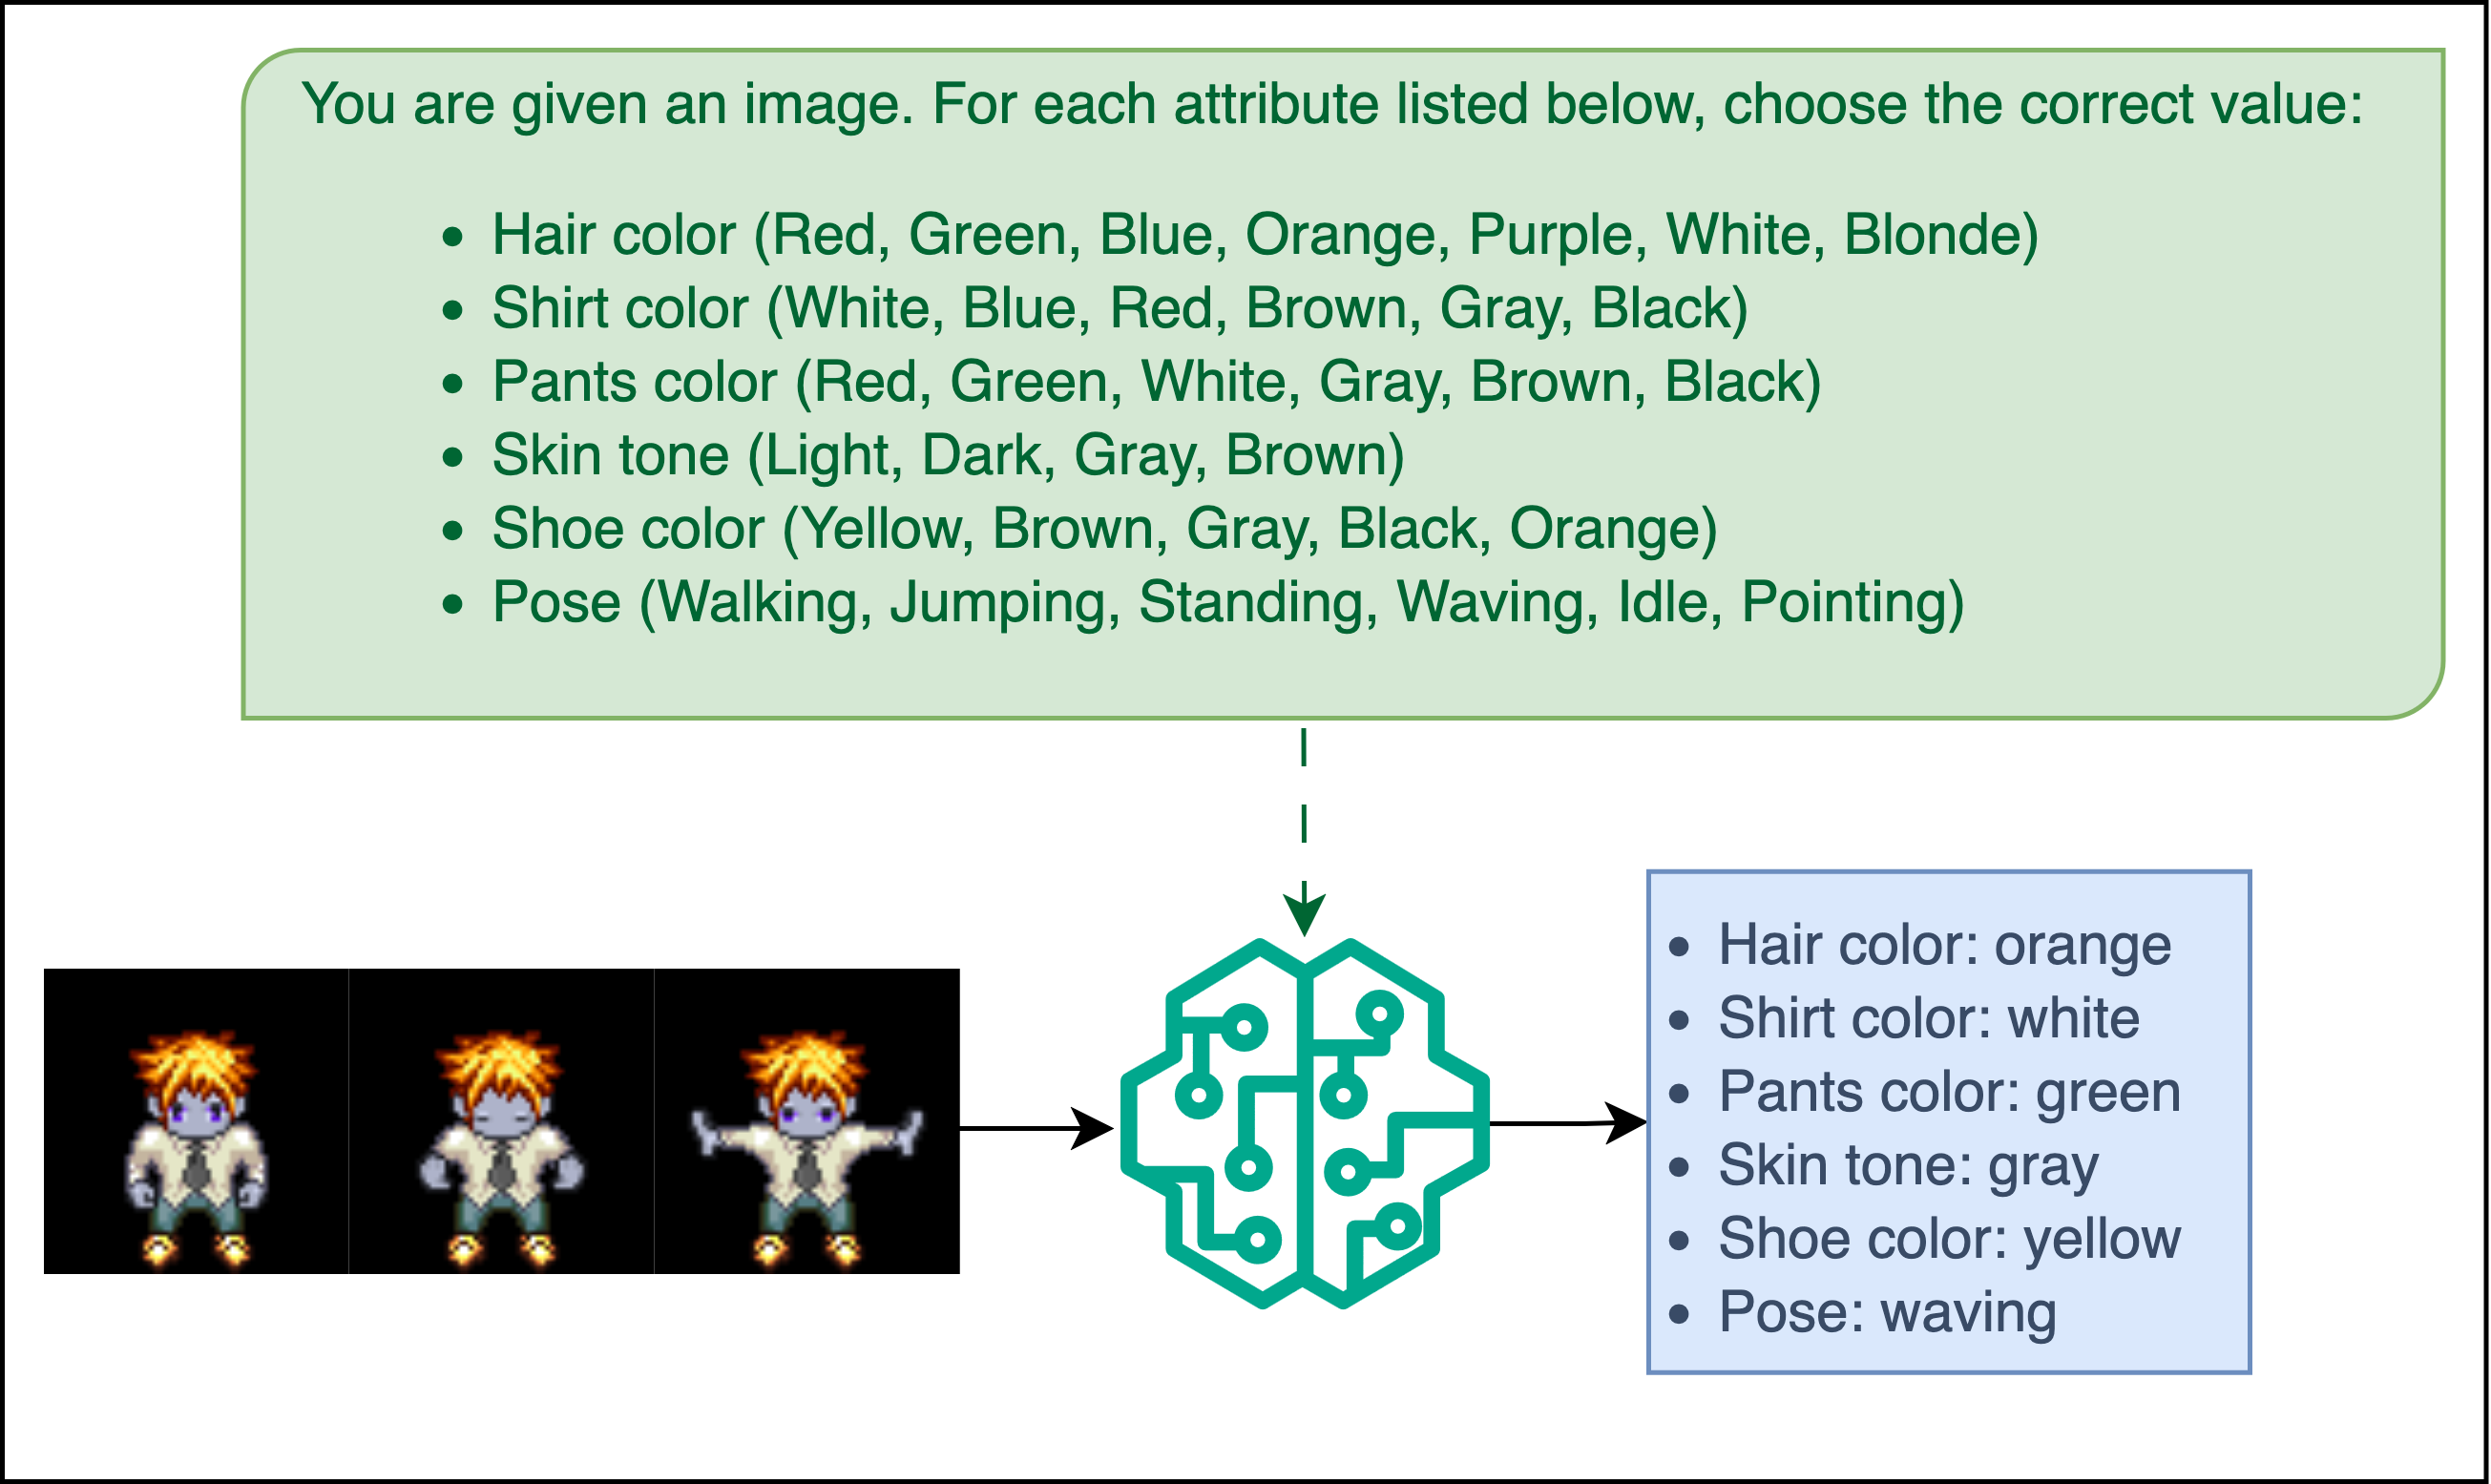 You are given an image. For each attribute listed below, choose the correct value:
• Hair color (Red, Green, Blue, Orange, Purple, White, Blonde)
• Shirt color (White, Blue, Red, Brown, Gray, Black)
• Pants color (Red, Green, White, Gray, Brown, Black)
• Skin tone (Light, Dark, Gray, Brown)
• Shoe color (Yellow, Brown, Gray, Black, Orange)
• Pose (Walking, Jumping, Standing, Waving, Idle, Pointing)
• Hair color: orange
• Shirt color: white
• Pants color: green
• Skin tone: gray
• Shoe color: yellow
• Pose: waving